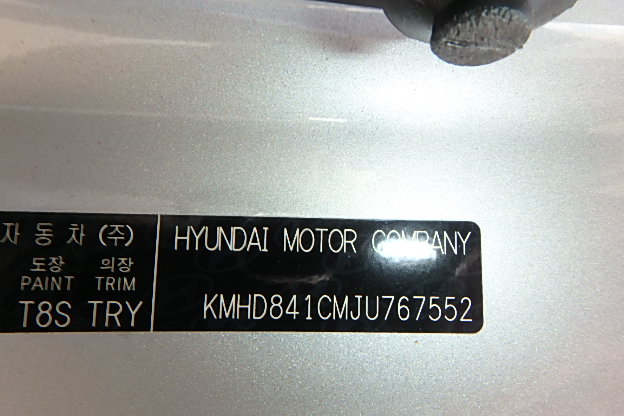 자동차(주)
도장 의장
PAINT TRIM
T8S TRY
HYUNDAI MOTOR COMPANY
KMHD841CMJU767552